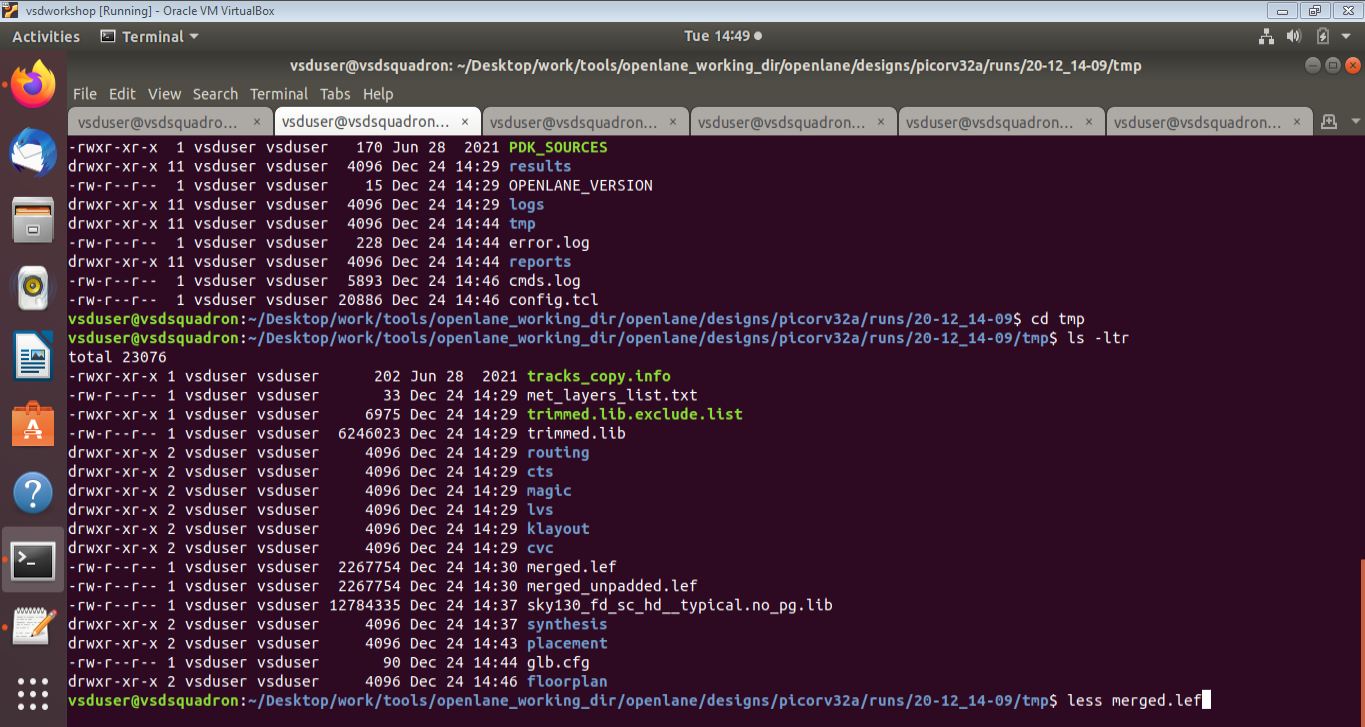 vsdworkshop [Running] - Oracle VM VirtualBox
Activities Terminal Tue 14:49
vsduser@vsdsquadron: ~/Desktop/work/tools/openlane_working_dir/openlane/designs/picorv32a/runs/20-12_14-09/tmp
File Edit View Search Terminal Tabs Help
vsduser@vsdsquadro... × vsduser@vsdsquadron... × vsduser@vsdsquadron... × vsduser@vsdsquadron... × vsduser@vsdsquadron... × vsduser@vsdsquadron... ×
-rwxr-xr-x  1 vsduser vsduser   170 Jun 28  2021 PDK_SOURCES
drwxr-xr-x 11 vsduser vsduser  4096 Dec 24 14:29 results
-rw-r--r--  1 vsduser vsduser    15 Dec 24 14:29 OPENLANE_VERSION
drwxr-xr-x 11 vsduser vsduser  4096 Dec 24 14:29 logs
drwxr-xr-x 11 vsduser vsduser  4096 Dec 24 14:44 tmp
-rw-r--r--  1 vsduser vsduser   228 Dec 24 14:44 error.log
drwxr-xr-x 11 vsduser vsduser  4096 Dec 24 14:44 reports
-rw-r--r--  1 vsduser vsduser  5893 Dec 24 14:46 cmds.log
-rw-r--r--  1 vsduser vsduser 20886 Dec 24 14:46 config.tcl
vsduser@vsdsquadron:~/Desktop/work/tools/openlane_working_dir/openlane/designs/picorv32a/runs/20-12_14-09$ cd tmp
vsduser@vsdsquadron:~/Desktop/work/tools/openlane_working_dir/openlane/designs/picorv32a/runs/20-12_14-09/tmp$ ls -ltr
total 23076
-rwxr-xr-x 1 vsduser vsduser      202 Jun 28  2021 tracks_copy.info
-rw-r--r-- 1 vsduser vsduser       33 Dec 24 14:29 met_layers_list.txt
-rwxr-xr-x 1 vsduser vsduser     6975 Dec 24 14:29 trimmed.lib.exclude.list
-rw-r--r-- 1 vsduser vsduser  6246023 Dec 24 14:29 trimmed.lib
drwxr-xr-x 2 vsduser vsduser     4096 Dec 24 14:29 routing
drwxr-xr-x 2 vsduser vsduser     4096 Dec 24 14:29 cts
drwxr-xr-x 2 vsduser vsduser     4096 Dec 24 14:29 magic
drwxr-xr-x 2 vsduser vsduser     4096 Dec 24 14:29 lvs
drwxr-xr-x 2 vsduser vsduser     4096 Dec 24 14:29 klayout
drwxr-xr-x 2 vsduser vsduser     4096 Dec 24 14:29 cvc
-rw-r--r-- 1 vsduser vsduser  2267754 Dec 24 14:30 merged.lef
-rw-r--r-- 1 vsduser vsduser  2267754 Dec 24 14:30 merged_unpadded.lef
-rw-r--r-- 1 vsduser vsduser 12784335 Dec 24 14:37 sky130_fd_sc_hd__typical.no_pg.lib
drwxr-xr-x 2 vsduser vsduser     4096 Dec 24 14:37 synthesis
drwxr-xr-x 2 vsduser vsduser     4096 Dec 24 14:43 placement
-rw-r--r-- 1 vsduser vsduser       90 Dec 24 14:44 glb.cfg
drwxr-xr-x 2 vsduser vsduser     4096 Dec 24 14:46 floorplan
vsduser@vsdsquadron:~/Desktop/work/tools/openlane_working_dir/openlane/designs/picorv32a/runs/20-12_14-09/tmp$ less merged.lef